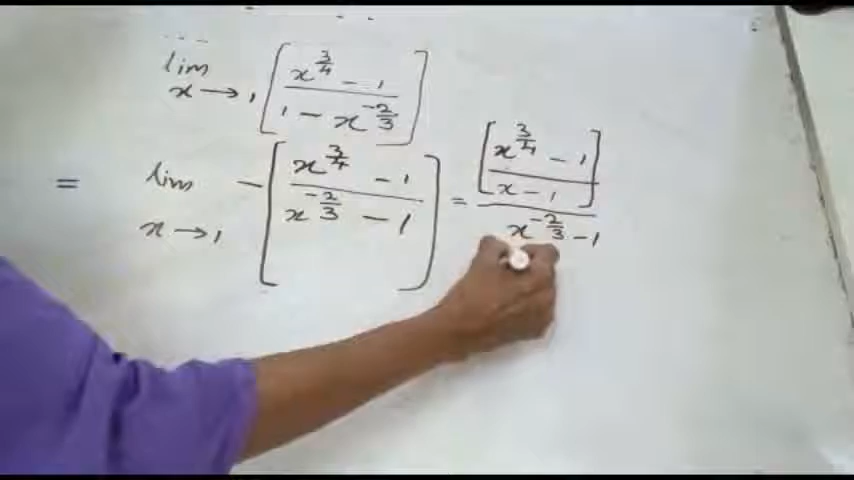 lim x → 1 [ (x^(3/4) - 1) / (1 - x^(-2/3)) ]
= lim x → 1 - [ (x^(3/4) - 1) / (x^(-2/3) - 1) ] = [ (x^(3/4) - 1) / (x - 1) ] / x^(-2/3) - 1